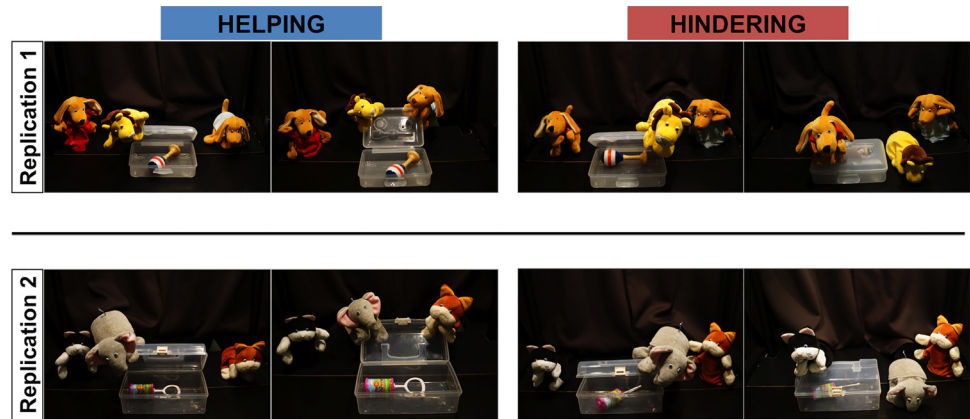 HELPING
HINDERING
Replication 1
Replication 2